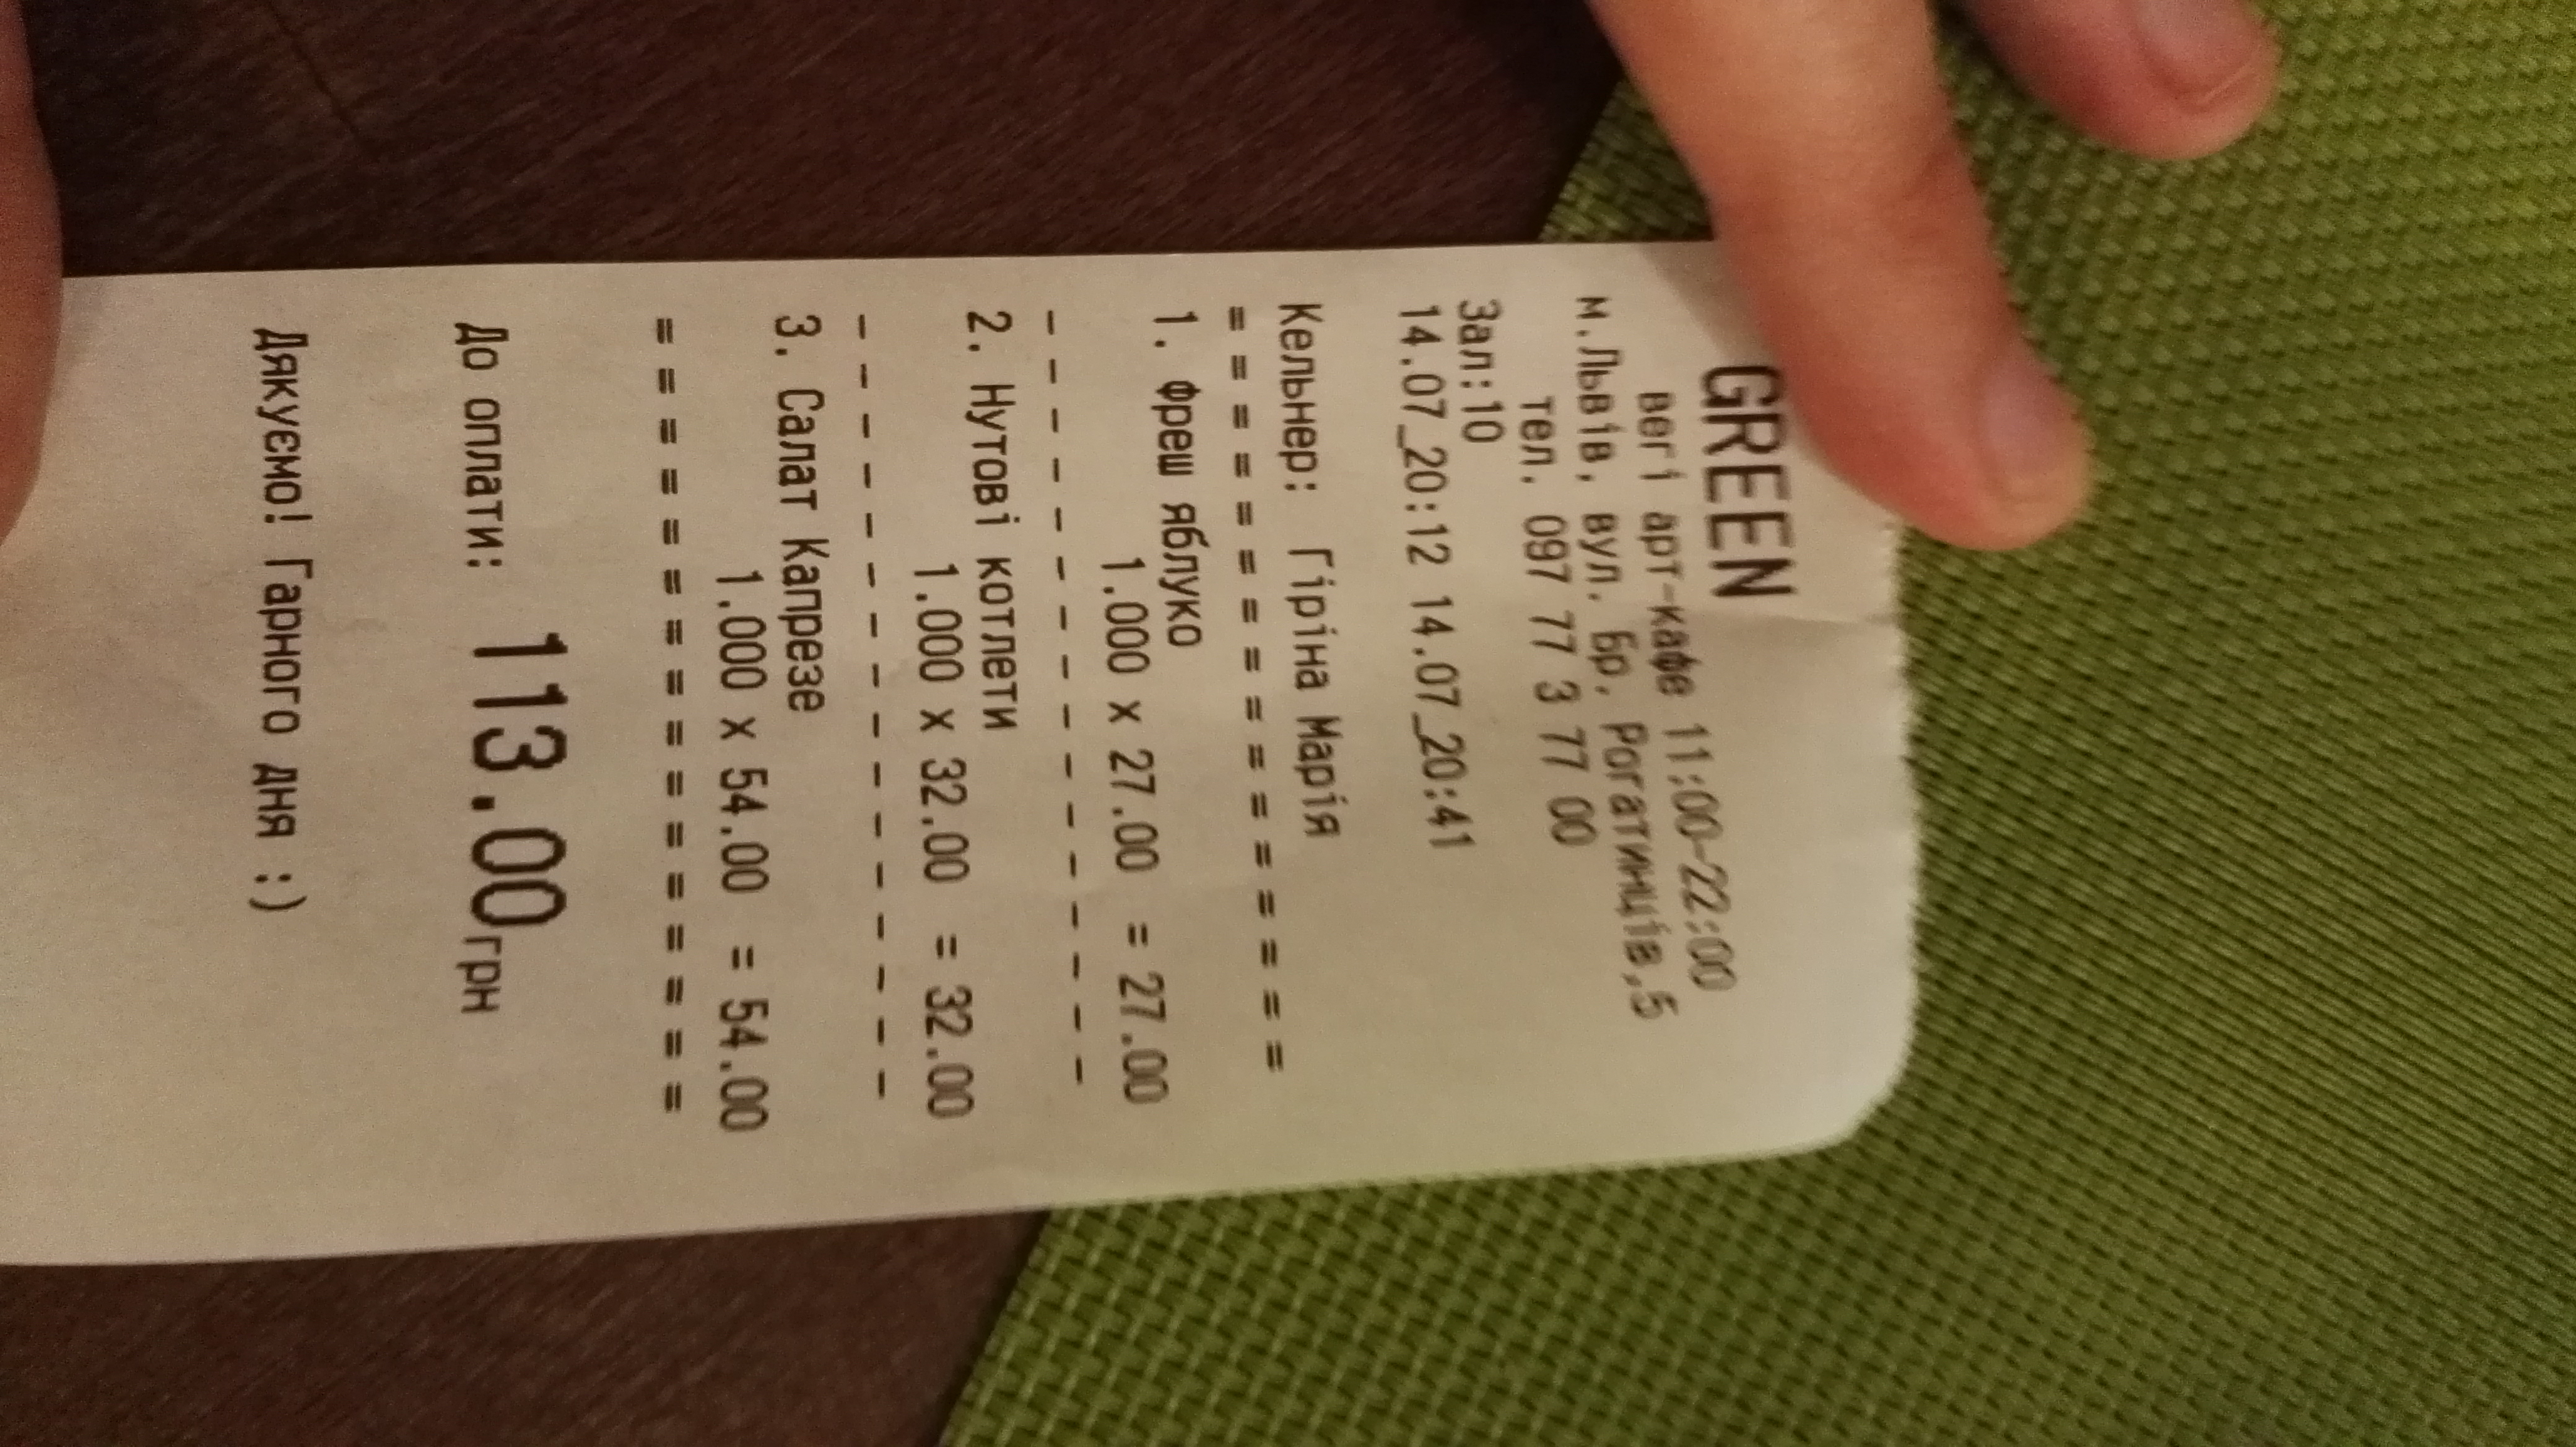 GREEN
вегі арт-кафе 11:00-22:00
м.Львів, вул. Бр. Рогатинців,5
тел. 097 77 3 77 00
Зал:10
14.07_20:12 14.07_20:41
Кельнер: Гіріна Марія
= = = = = = = = = = = = = = = =
1. Фреш яблуко
1.000 x 27.00 = 27.00
- - - - - - - - - - - - - - - -
2. Нутові котлети
1.000 x 32.00 = 32.00
- - - - - - - - - - - - - - - -
3. Салат Капрезе
1.000 x 54.00 = 54.00
= = = = = = = = = = = = = = = =
До оплати: 113.00грн
Дякуємо! Гарного дня :)